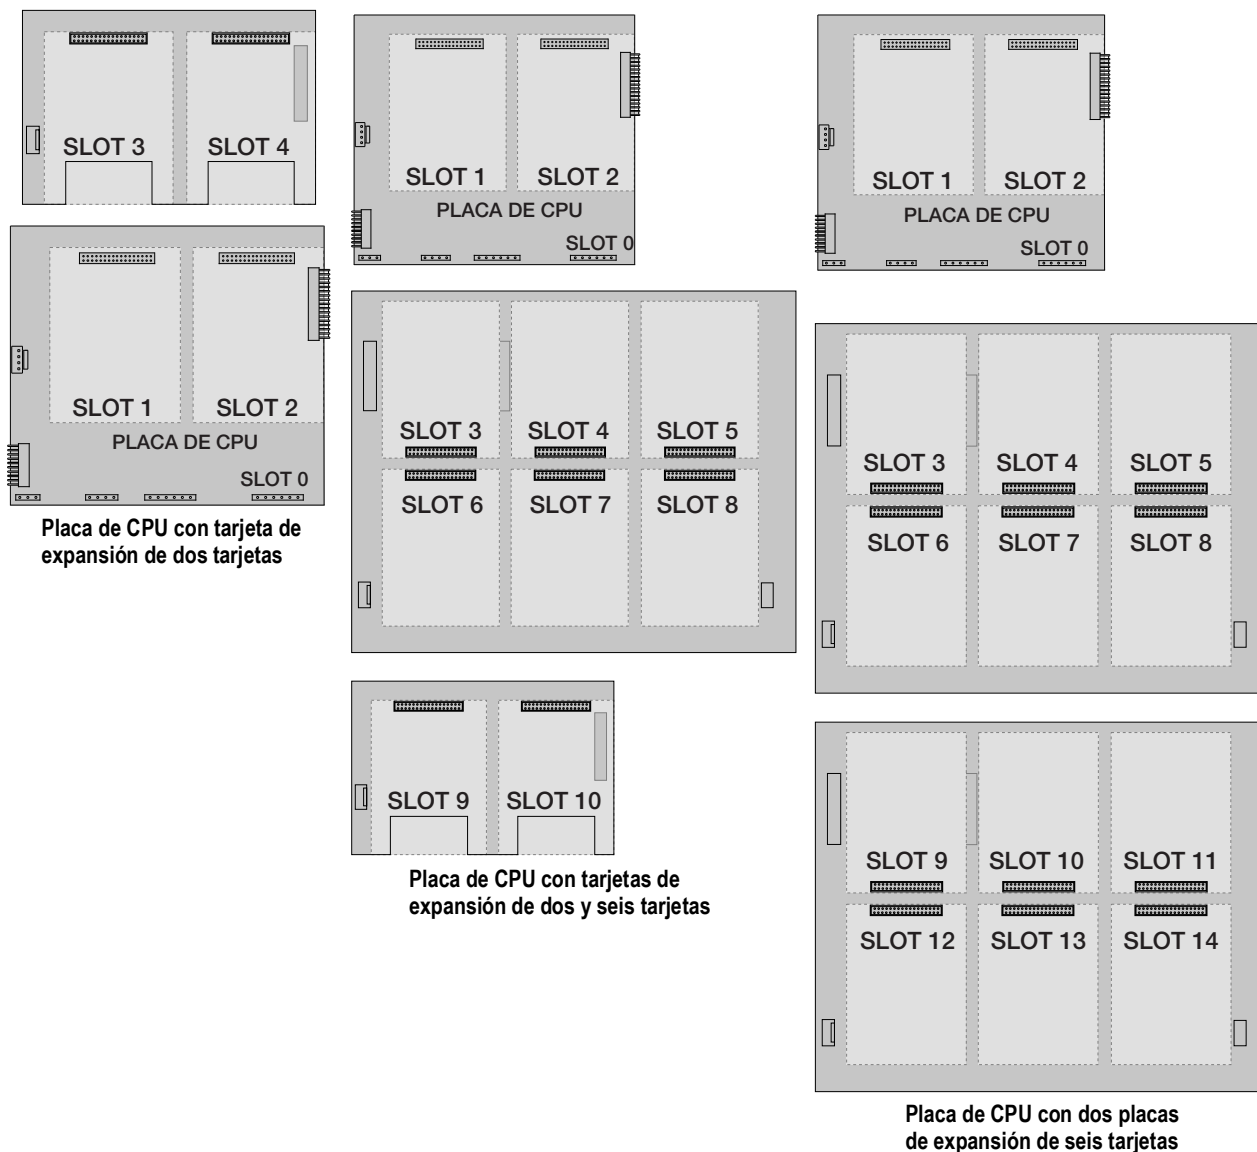 SLOT 3 SLOT 4
SLOT 1 SLOT 2
PLACA DE CPU
SLOT 0
Placa de CPU con tarjeta de
expansión de dos tarjetas
SLOT 1 SLOT 2
PLACA DE CPU
SLOT 0
SLOT 3 SLOT 4 SLOT 5
SLOT 6 SLOT 7 SLOT 8
SLOT 9 SLOT 10
Placa de CPU con tarjetas de
expansión de dos y seis tarjetas
SLOT 1 SLOT 2
PLACA DE CPU
SLOT 0
SLOT 3 SLOT 4 SLOT 5
SLOT 6 SLOT 7 SLOT 8
SLOT 9 SLOT 10 SLOT 11
SLOT 12 SLOT 13 SLOT 14
Placa de CPU con dos placas
de expansión de seis tarjetas